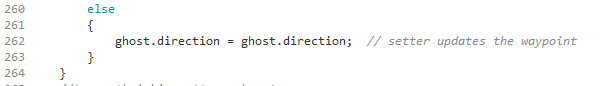 260 else
261 {
262 ghost.direction = ghost.direction; // setter updates the waypoint
263 }
264 }